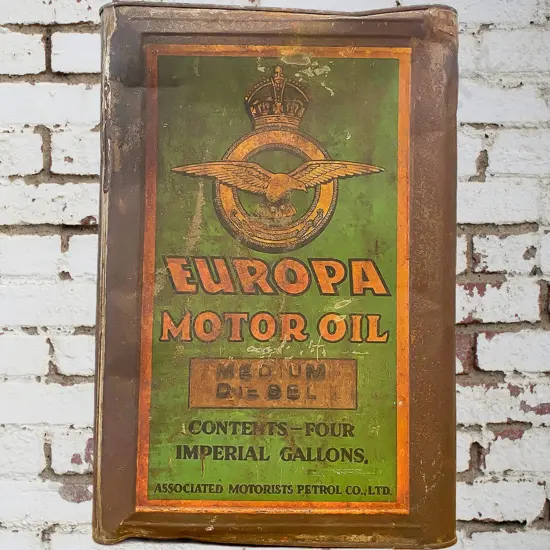 EUROPA
MOTOR OIL
MEDIUM
DIESEL
CONTENTS—FOUR
IMPERIAL GALLONS.
ASSOCIATED MOTORISTS PETROL CO., LTD.